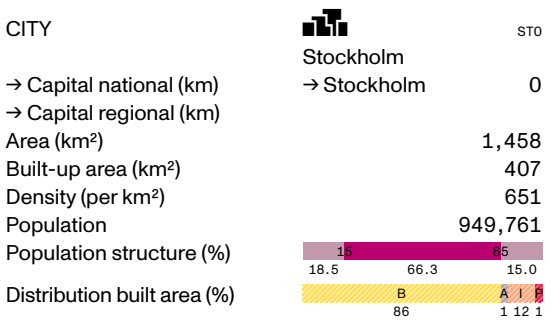 CITY STO
Stockholm
→ Capital national (km) → Stockholm 0
→ Capital regional (km)
Area (km²) 1,458
Built-up area (km²) 407
Density (per km²) 651
Population 949,761
Population structure (%) 15 65
18.5 66.3 15.0
Distribution built area (%) B A I P
86 1 12 1